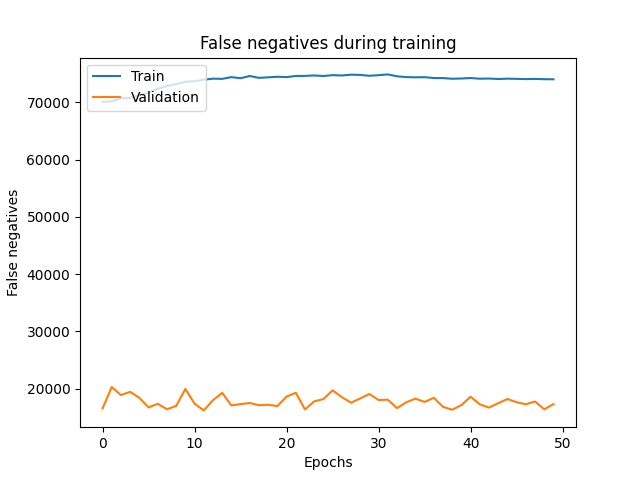 False negatives during training
Train
Validation
70000
60000
50000
40000
30000
20000
False negatives
0 10 20 30 40 50
Epochs